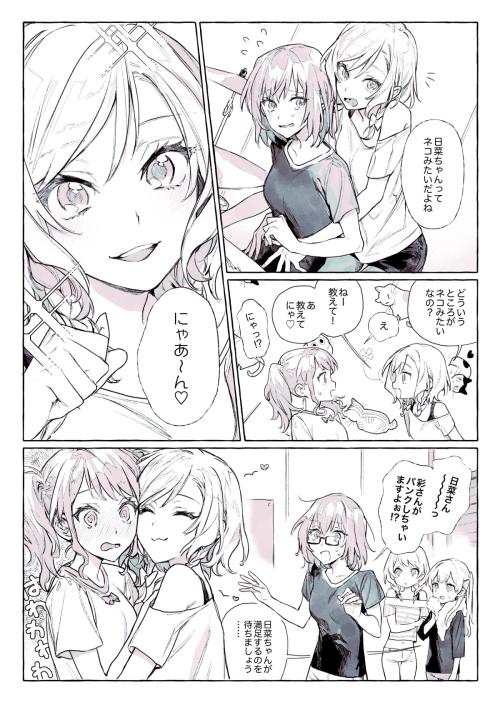 日菜ちゃんって
ネコみたいだよね
どういう
ところが
ネコみたい
なの？
え
ねー
教えて！
あ
教えて
にゃ♡
にゃっ!?
にゃあ〜ん♡
日菜さん
〜〜〜〜っ
彩さんが
パンクしちゃい
ますよぉ!?
日菜ちゃんが
満足するのを
待ちましょう
……
はわわわわ